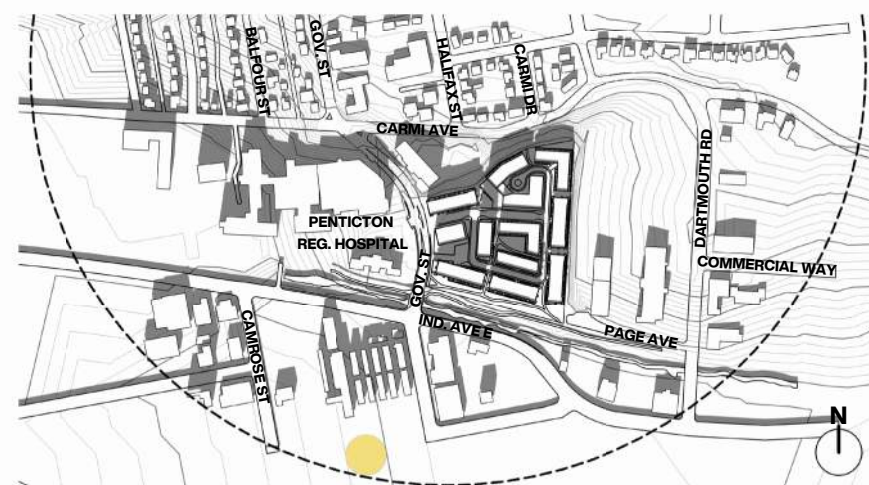 BALFOUR ST
GOV. ST
HALIFAX ST
CARMI DR
CARMI AVE
DARTMOUTH RD
PENTICTON
REG. HOSPITAL
GOV. ST
COMMERCIAL WAY
CAMROSE ST
IND. AVE E
PAGE AVE
N